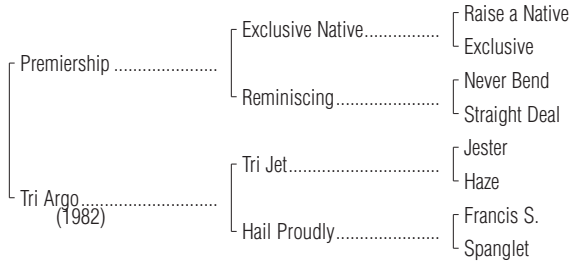 Raise a Native
Exclusive Native..................
Exclusive
Premiership ........................
Never Bend
Reminiscing.........................
Straight Deal
Jester
Tri Jet....................................
Haze
Tri Argo................................
(1982)
Francis S.
Hail Proudly.........................
Spanglet